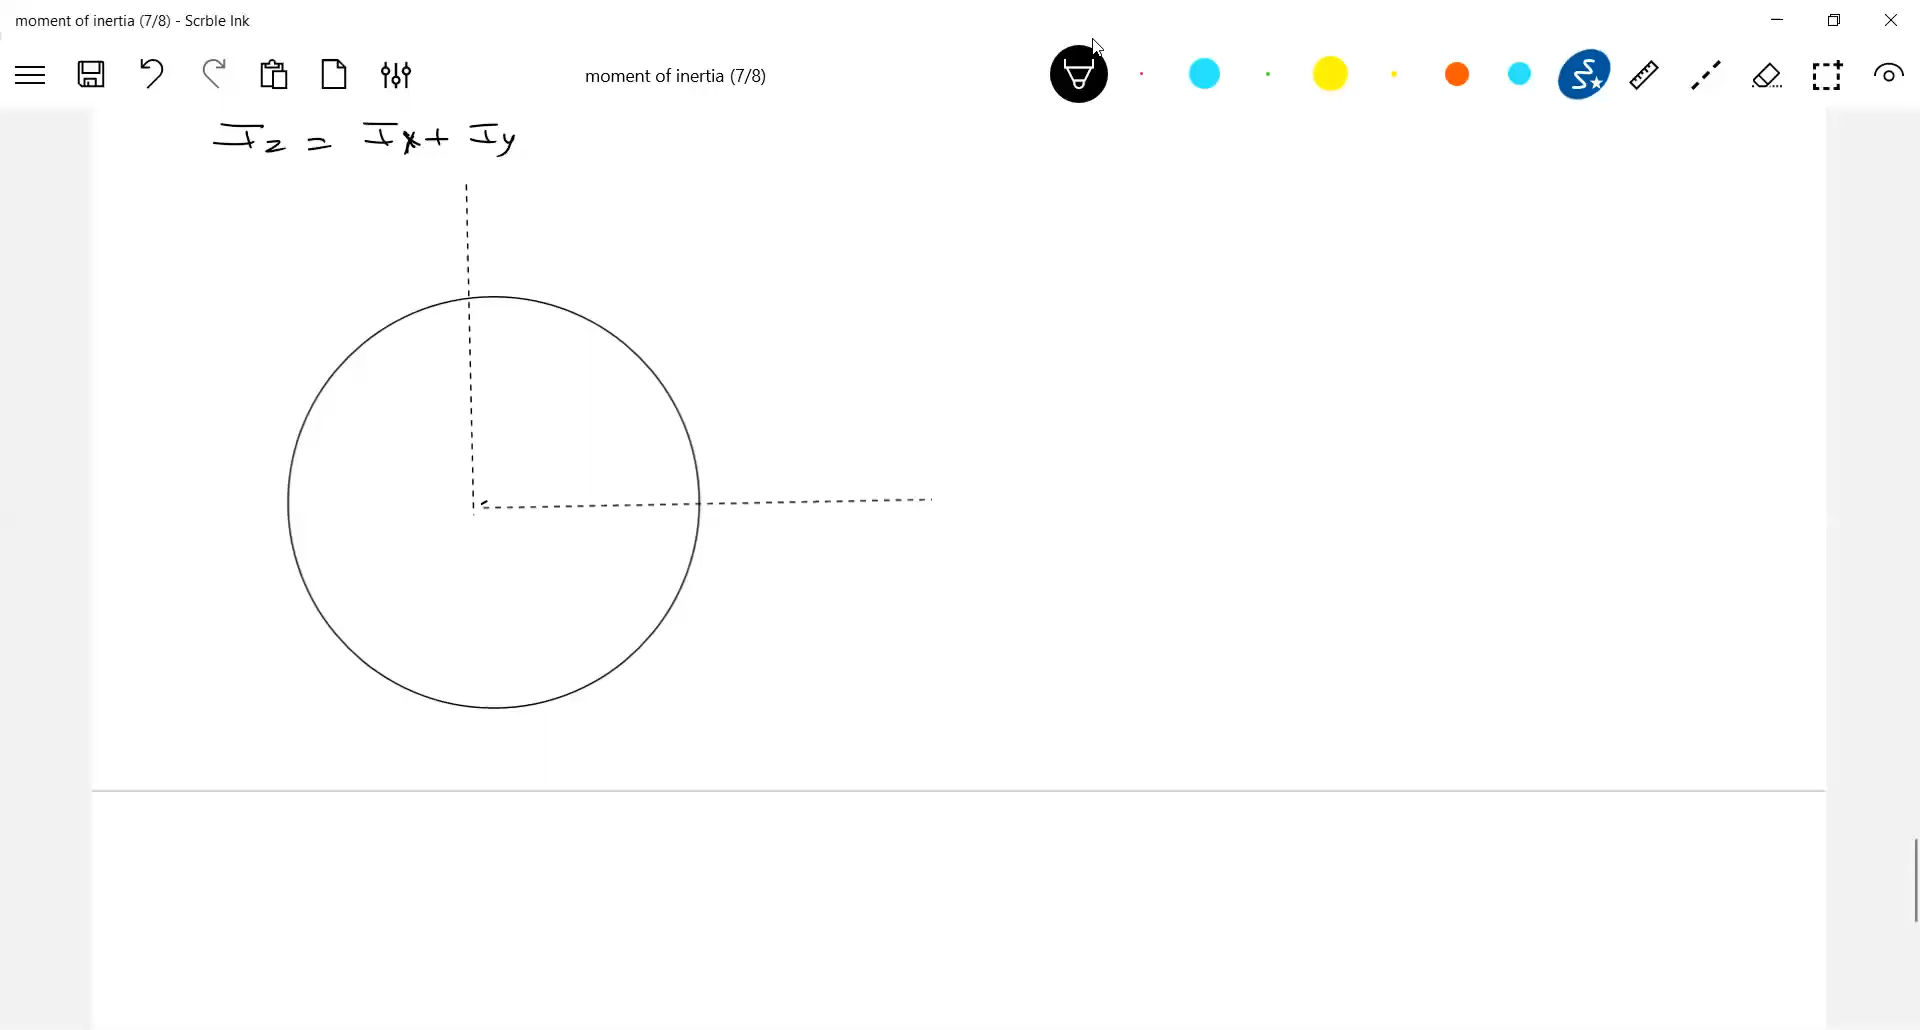 moment of inertia (7/8) - Scrble Ink
moment of inertia (7/8)
Iz = Ix + Iy